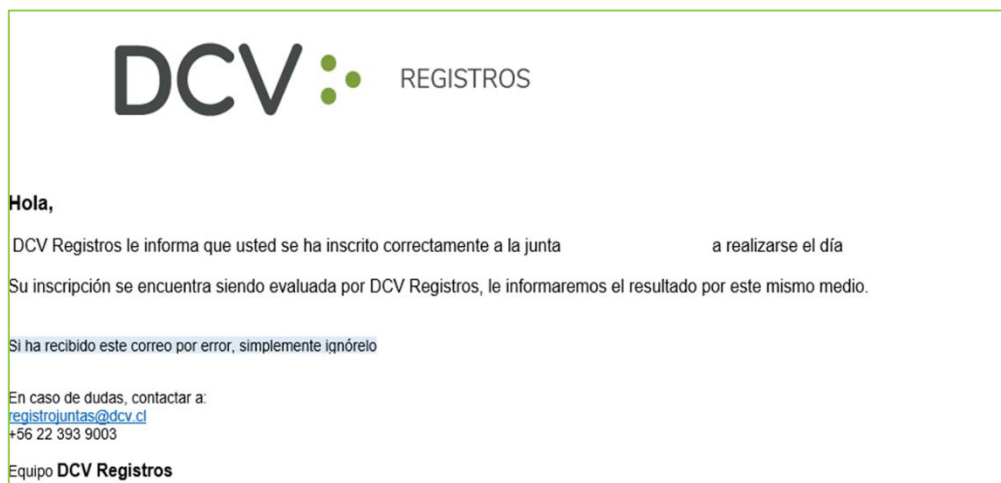 DCV REGISTROS
Hola,
DCV Registros le informa que usted se ha inscrito correctamente a la junta a realizarse el día
Su inscripción se encuentra siendo evaluada por DCV Registros, le informaremos el resultado por este mismo medio.
Si ha recibido este correo por error, simplemente ignórelo
En caso de dudas, contactar a:
registrojuntas@dcv.cl
+56 22 393 9003
Equipo DCV Registros